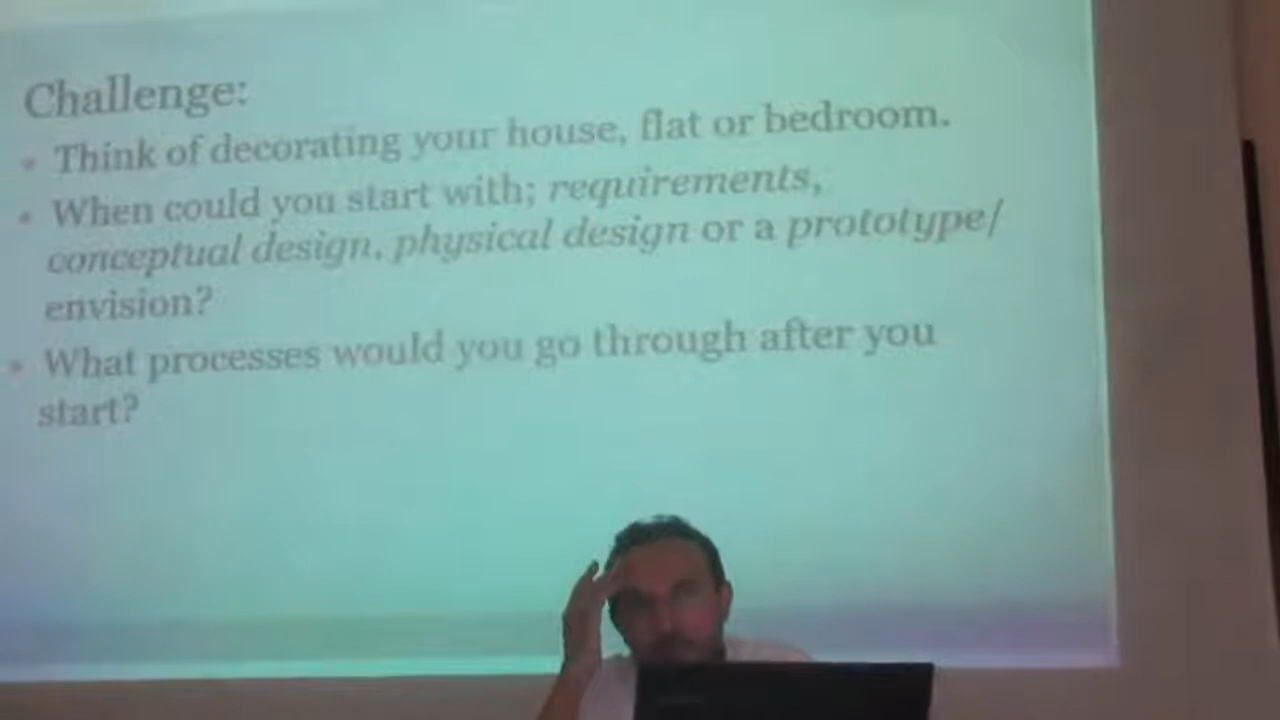 Challenge:
• Think of decorating your house, flat or bedroom.
• When could you start with; requirements,
conceptual design, physical design or a prototype/
envision?
• What processes would you go through after you
start?